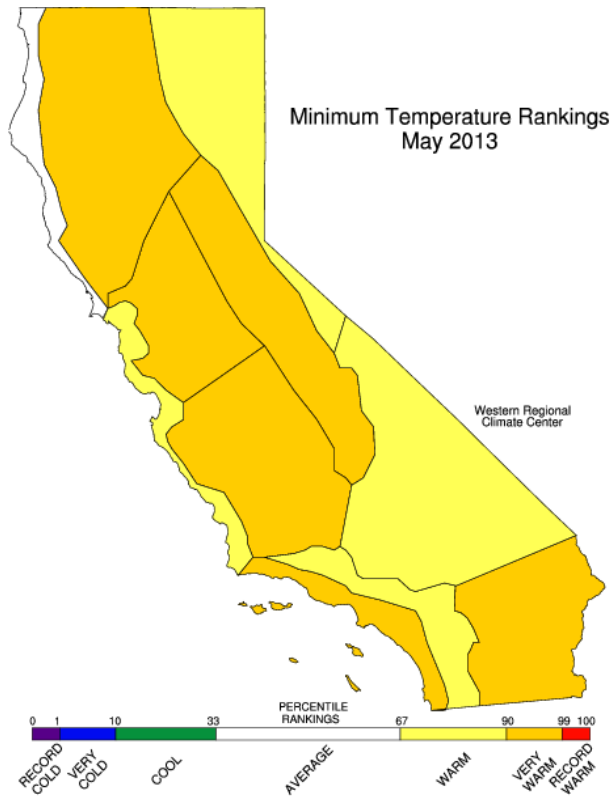 Minimum Temperature Rankings
May 2013
Western Regional
Climate Center
PERCENTILE
RANKINGS
0 1 10 33 67 90 99 100
RECORD
COLD
VERY
COLD
COOL
AVERAGE
WARM
VERY
WARM
RECORD
WARM